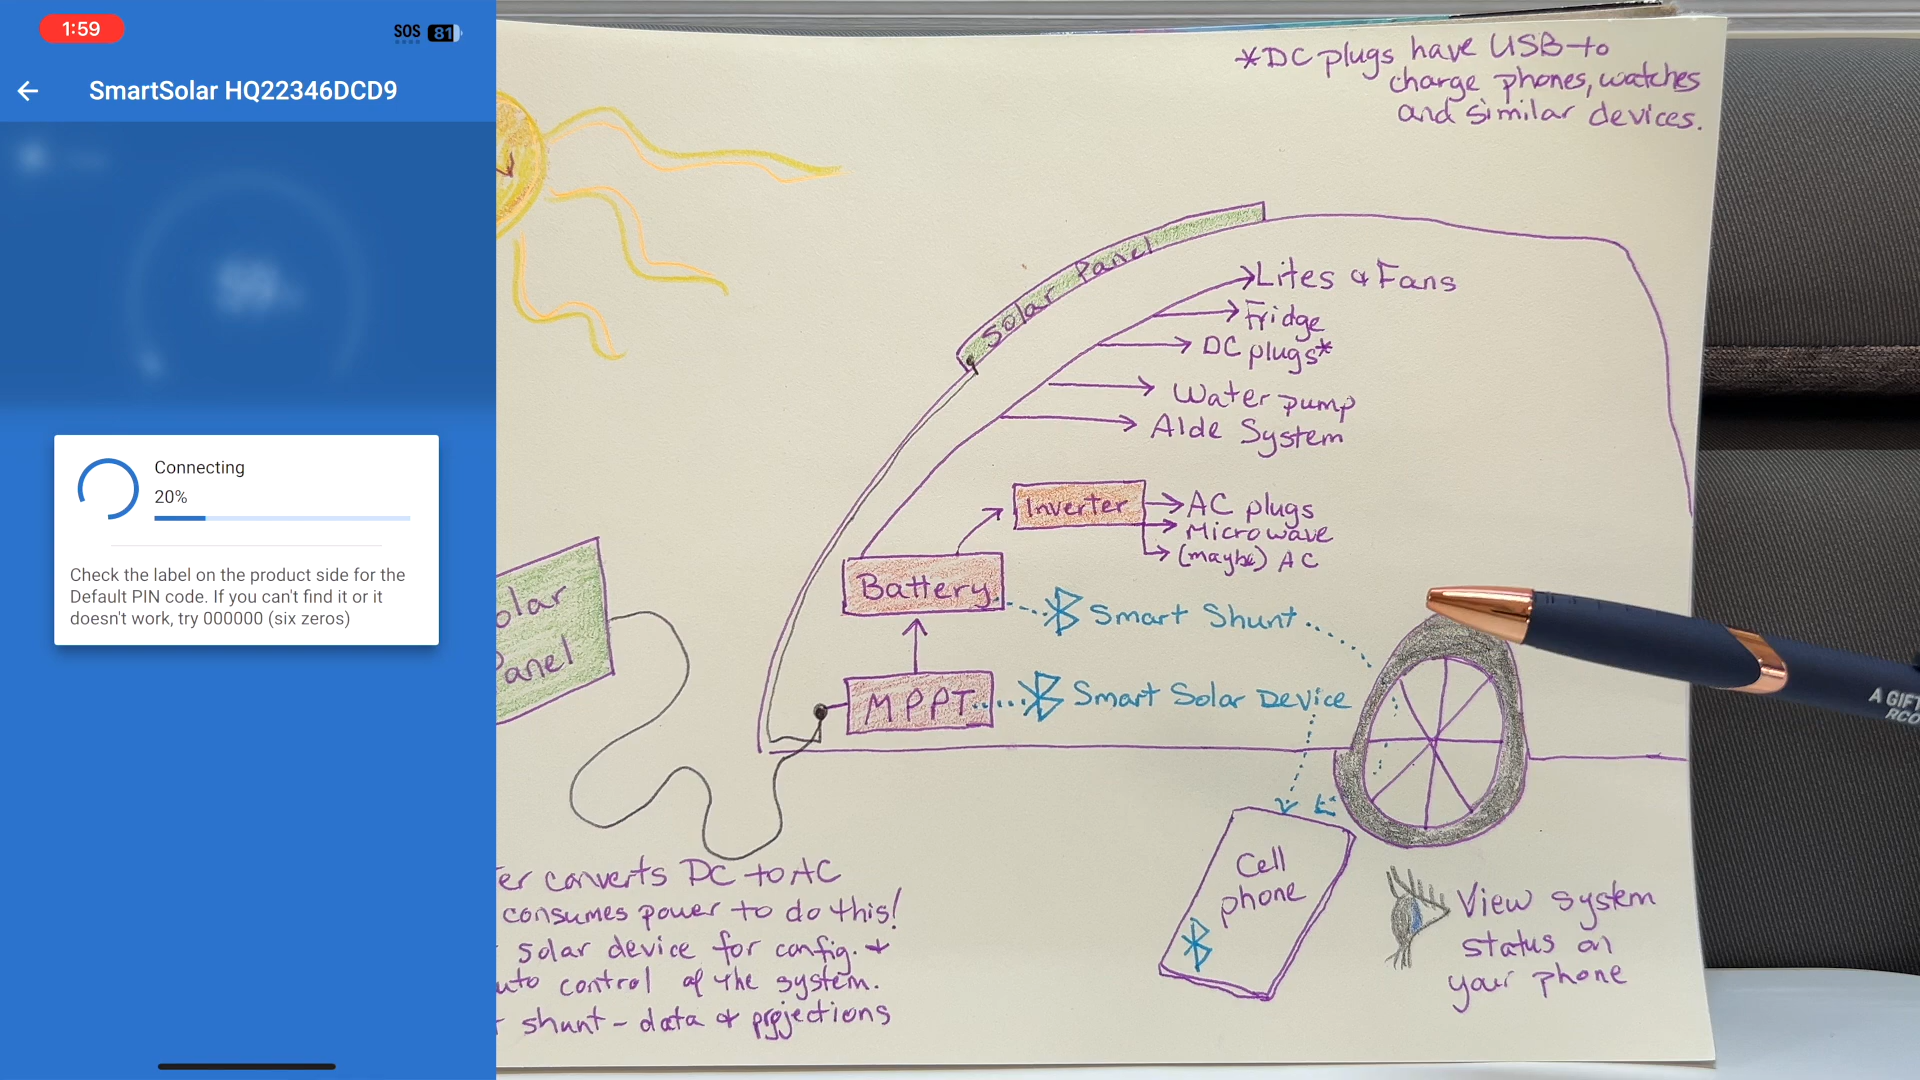 1:59
SOS 81
SmartSolar HQ22346DCD9
Connecting
20%
Check the label on the product side for the
Default PIN code. If you can't find it or it
doesn't work, try 000000 (six zeros)
*DC plugs have USB to
charge phones, watches
and similar devices.
Solar Panel
Lites & Fans
Fridge
DC plugs*
Water pump
Alde System
Inverter
AC plugs
Microwave
(maybe) AC
Battery
Smart Shunt
MPPT
Smart Solar Device
olar
Panel
Cell
phone
View system
status on
your phone
er converts DC to AC
consumes power to do this!
solar device for config. &
uto control of the system.
shunt - data & projections
A GIFT
RCO